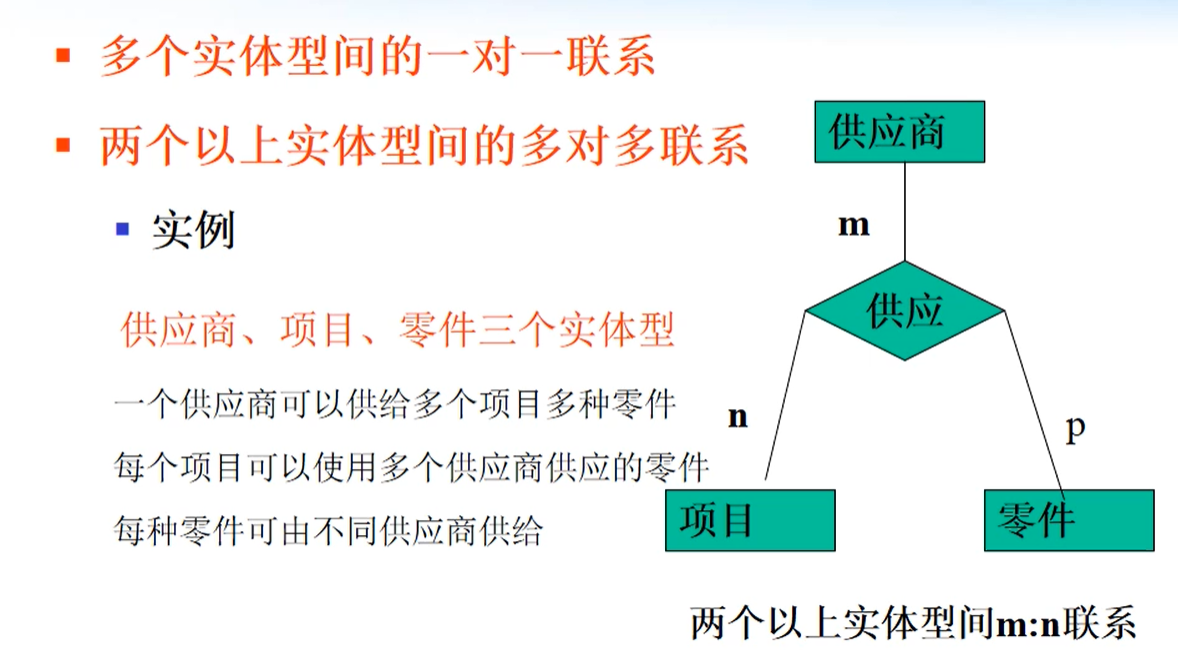 多个实体型间的一对一联系
两个以上实体型间的多对多联系
实例
供应商、项目、零件三个实体型
一个供应商可以供给多个项目多种零件
每个项目可以使用多个供应商供应的零件
每种零件可由不同供应商供给
供应商
m
供应
n
p
项目
零件
两个以上实体型间m:n联系